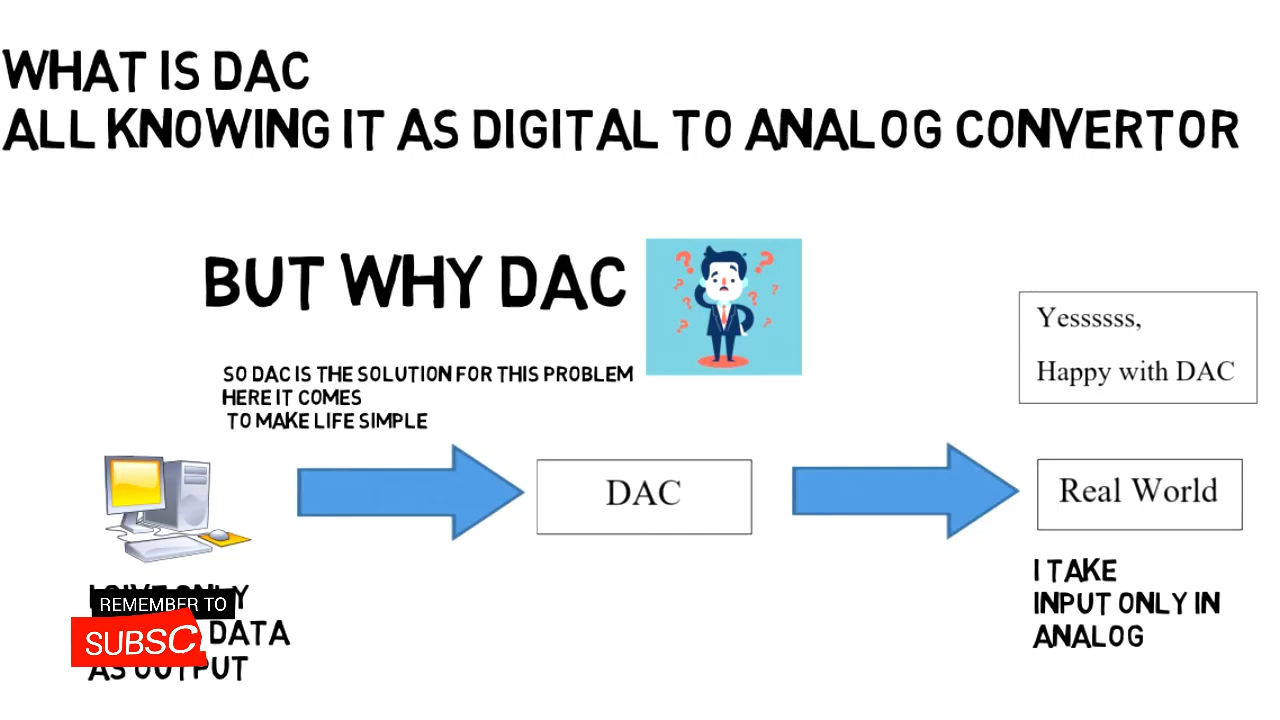 WHAT IS DAC
ALL KNOWING IT AS DIGITAL TO ANALOG CONVERTOR
BUT WHY DAC
SO DAC IS THE SOLUTION FOR THIS PROBLEM
HERE IT COMES
TO MAKE LIFE SIMPLE
Yessssss,
Happy with DAC
DAC
Real World
I TAKE
INPUT ONLY IN
ANALOG
REMEMBER TO
SUBSC
DATA
AS OUTPUT